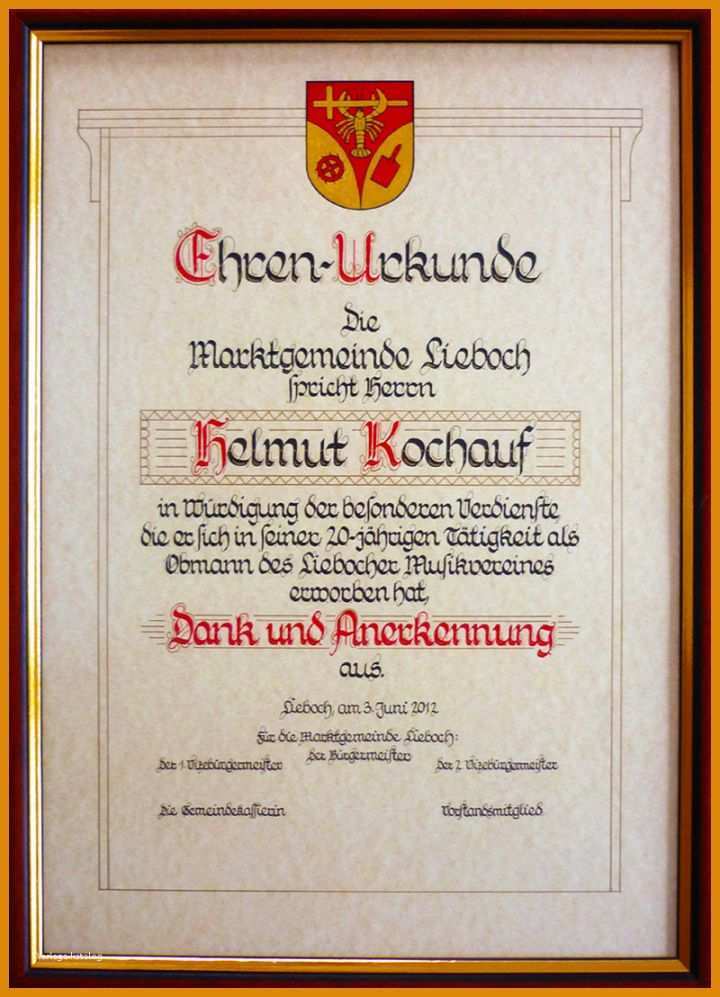 Ehren-Urkunde
Die
Marktgemeinde Lieboch
ſpricht Herrn
Helmut Kochauf
in Würdigung der beſonderen Verdienſte
die er ſich in ſeiner 20-jährigen Tätigkeit als
Obmann des Liebocher Muſikvereines
erworben hat,
Dank und Anerkennung
aus.
Lieboch, am 3. Juni 2012
Für die Marktgemeinde Lieboch:
der Bürgermeiſter
der 1. Vizebürgermeiſter der 2. Vizebürgermeiſter
die Gemeindekaſſierin Vorſtandsmitglied